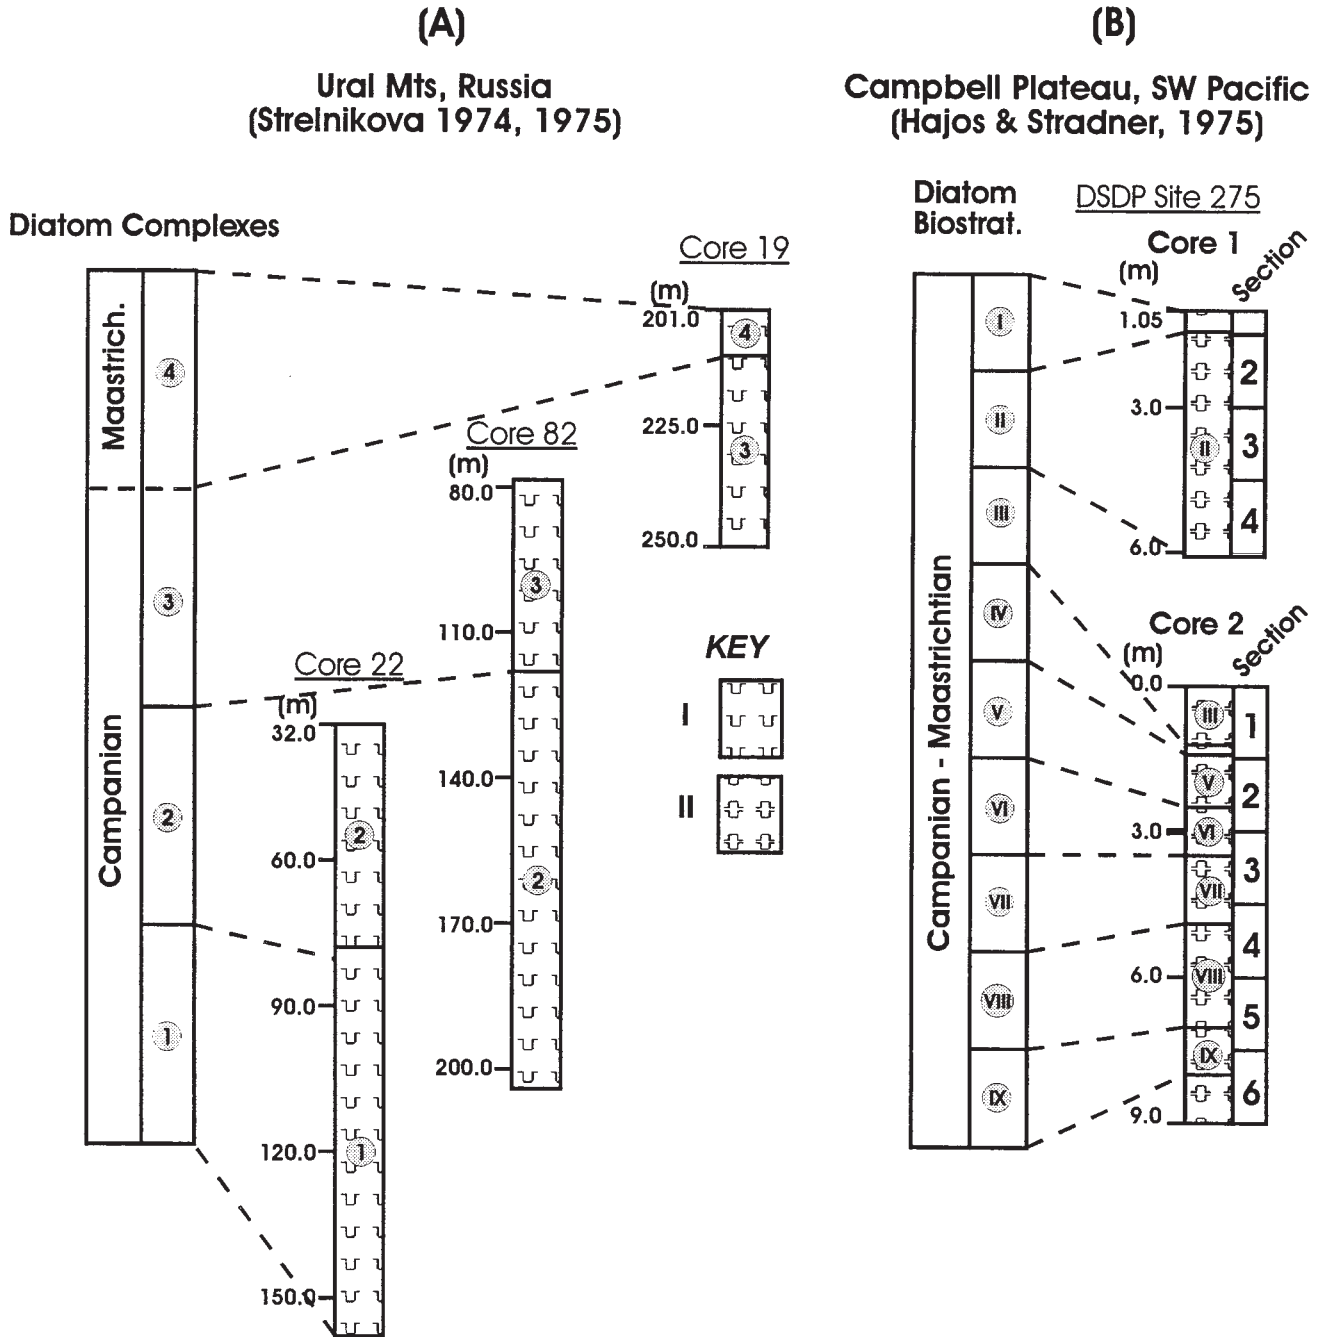 (A)
Ural Mts, Russia
(Strelnikova 1974, 1975)
Diatom Complexes
Maastrich.
Campanian
4
3
2
1
Core 22
(m)
32.0
60.0
90.0
120.0
150.0
2
1
Core 82
(m)
80.0
110.0
140.0
170.0
200.0
3
2
Core 19
(m)
201.0
225.0
250.0
4
3
KEY
I
II
(B)
Campbell Plateau, SW Pacific
(Hajos & Stradner, 1975)
Diatom
Biostrat.
Campanian - Maastrichtian
I
II
III
IV
V
VI
VII
VIII
IX
DSDP Site 275
Core 1
(m)
Section
1.05
3.0
6.0
II
2
3
4
Core 2
(m)
Section
0.0
3.0
6.0
9.0
III
V
VI
VII
VIII
IX
1
2
3
4
5
6